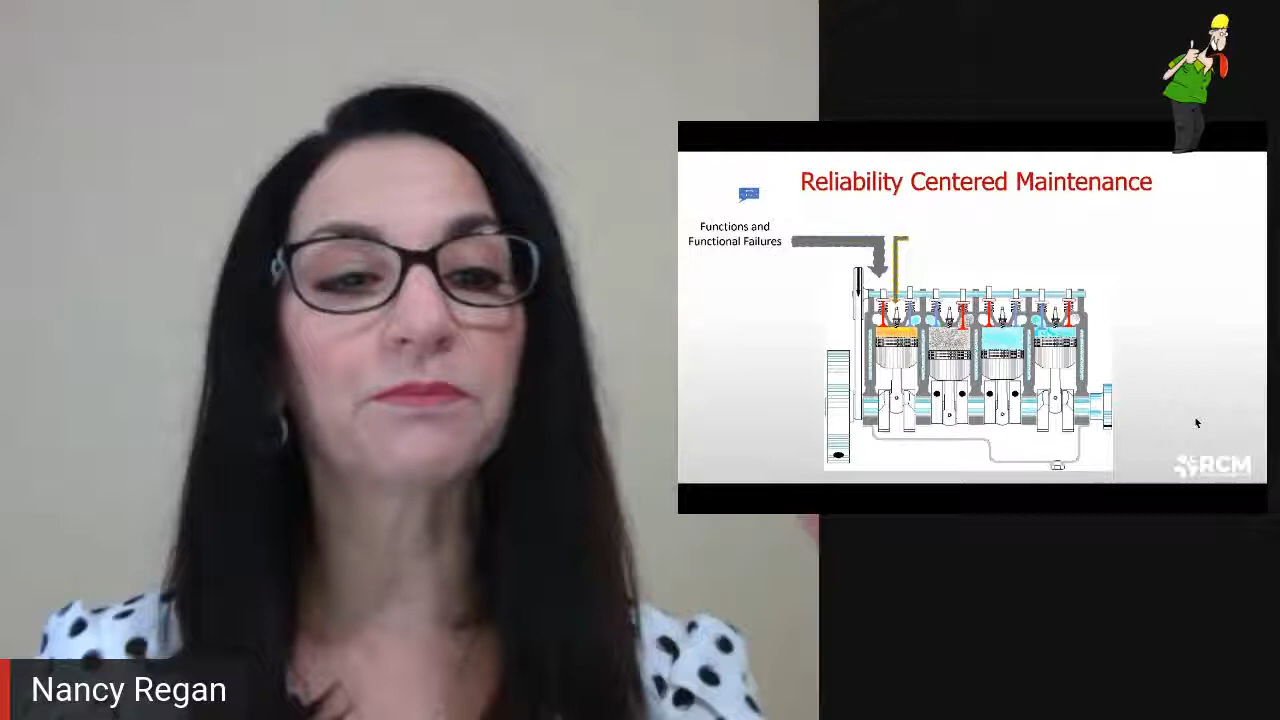 Reliability Centered Maintenance
Functions and
Functional Failures
RCM
Nancy Regan